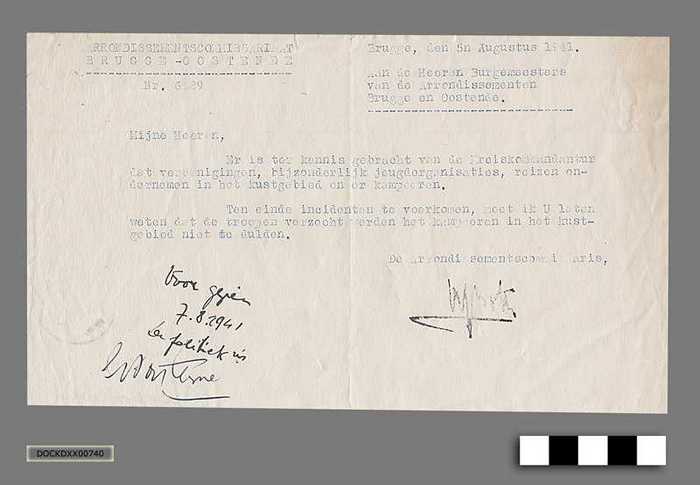 ARRONDISSEMENTSCOMMISSARIAAT
BRUGGE-OOSTENDE
Nr. 6129
Brugge, den 5n Augustus 1941.
Aan de Heeren Burgemeesters
van de Arrondissementen
Brugge en Oostende.
Mijne Heeren,
Er is ter kennis gebracht van de Kreiskommandantur
dat vereenigingen, bijzonderlijk jeugdorganisaties, reizen on-
dernemen in het kustgebied en er kampeeren.
Ten einde incidenten te voorkomen, moet ik U laten
weten dat de troepen verzocht werden het kampeeren in het kust-
gebied niet te dulden.
De Arrondissementscommissaris,
Voor gezien
7.8.1941
De politiek
DOCKDXX00740